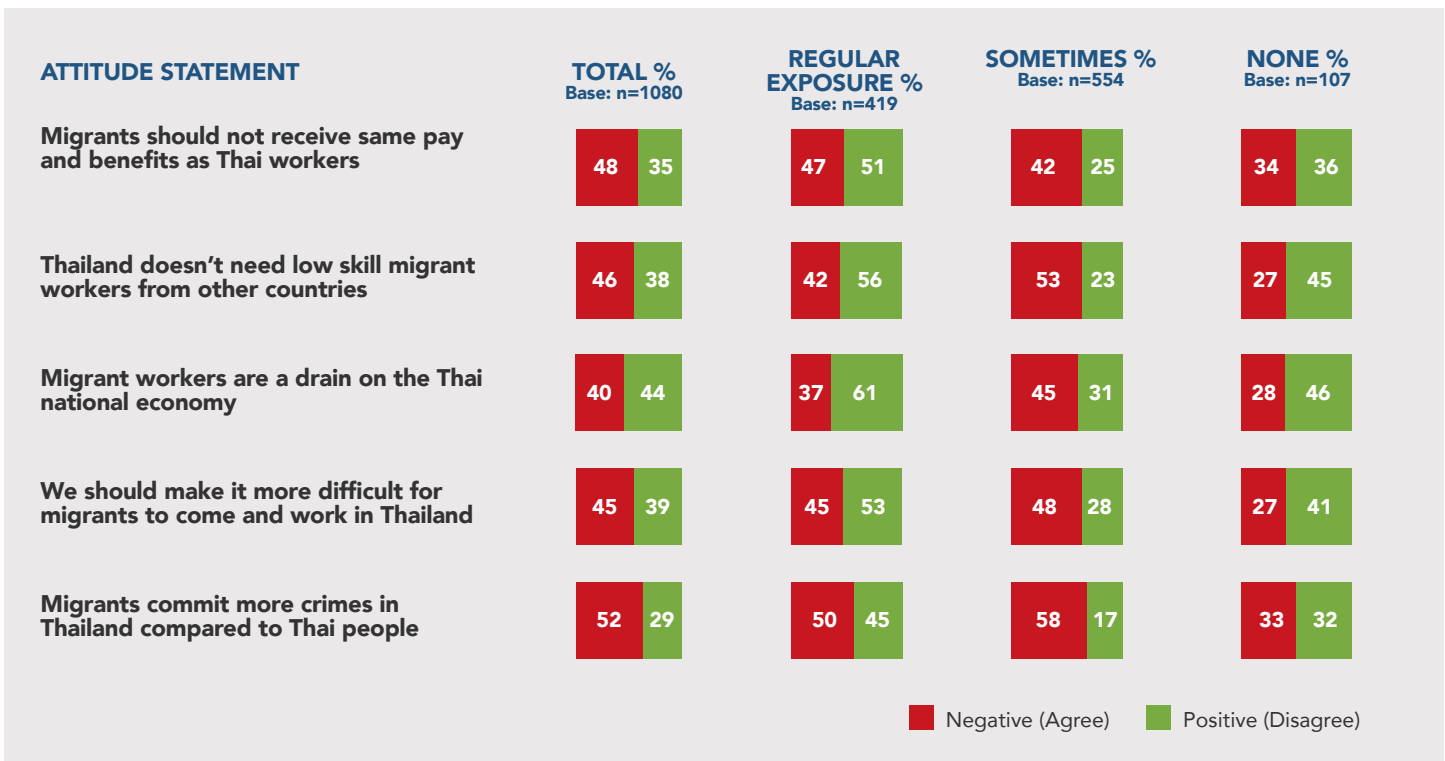 ATTITUDE STATEMENT
TOTAL %
Base: n=1080
REGULAR
EXPOSURE %
Base: n=419
SOMETIMES %
Base: n=554
NONE %
Base: n=107
Migrants should not receive same pay
and benefits as Thai workers
48 35 47 51 42 25 34 36
Thailand doesn't need low skill migrant
workers from other countries
46 38 42 56 53 23 27 45
Migrant workers are a drain on the Thai
national economy
40 44 37 61 45 31 28 46
We should make it more difficult for
migrants to come and work in Thailand
45 39 45 53 48 28 27 41
Migrants commit more crimes in
Thailand compared to Thai people
52 29 50 45 58 17 33 32
Negative (Agree) Positive (Disagree)